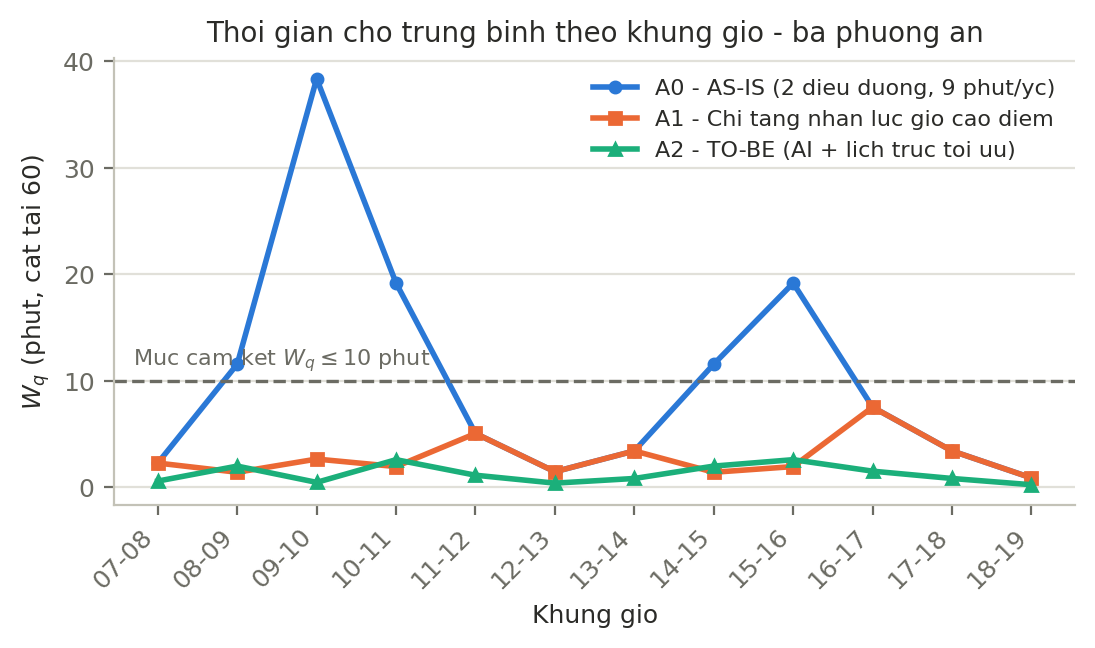 Thoi gian cho trung binh theo khung gio - ba phuong an
A0 - AS-IS (2 dieu duong, 9 phut/yc)
A1 - Chi tang nhan luc gio cao diem
A2 - TO-BE (AI + lich truc toi uu)
W_q (phut, cat tai 60)
40
30
20
10
0
Muc cam ket W_q ≤ 10 phut
07-08
08-09
09-10
10-11
11-12
12-13
13-14
14-15
15-16
16-17
17-18
18-19
Khung gio